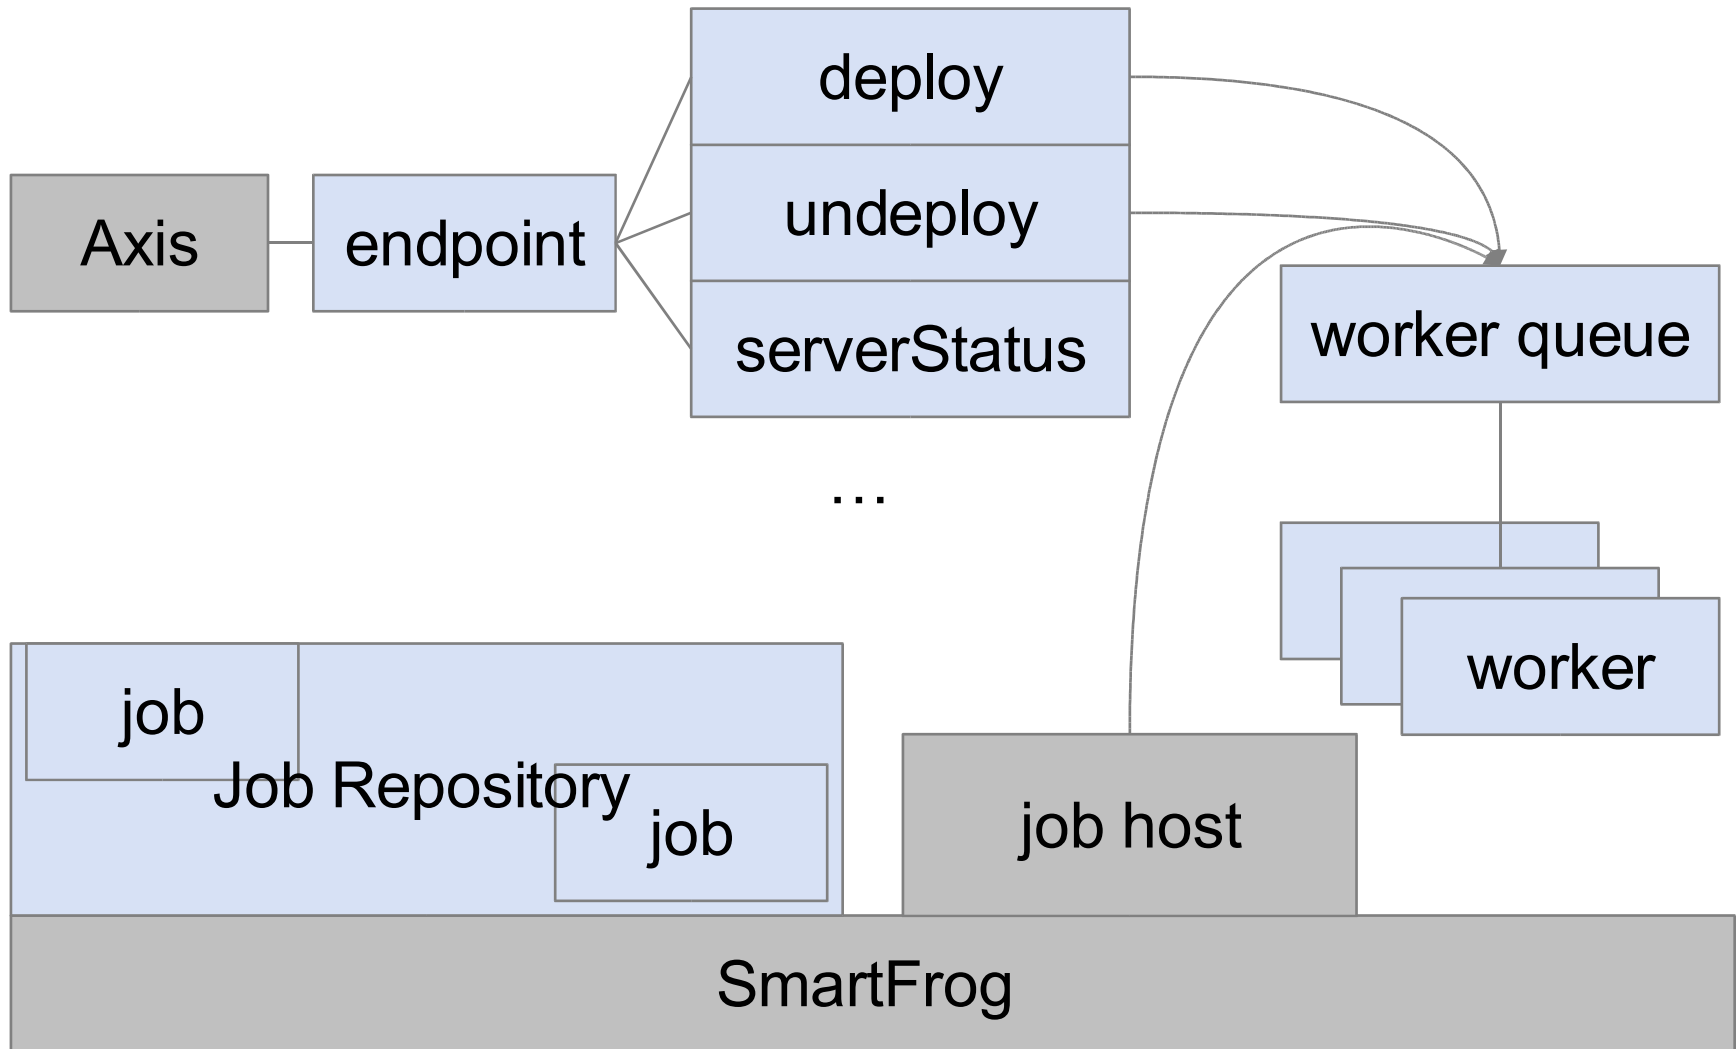 deploy
undeploy
Axis
endpoint
serverStatus
worker queue
...
worker
job
Job Repository
job
job host
SmartFrog